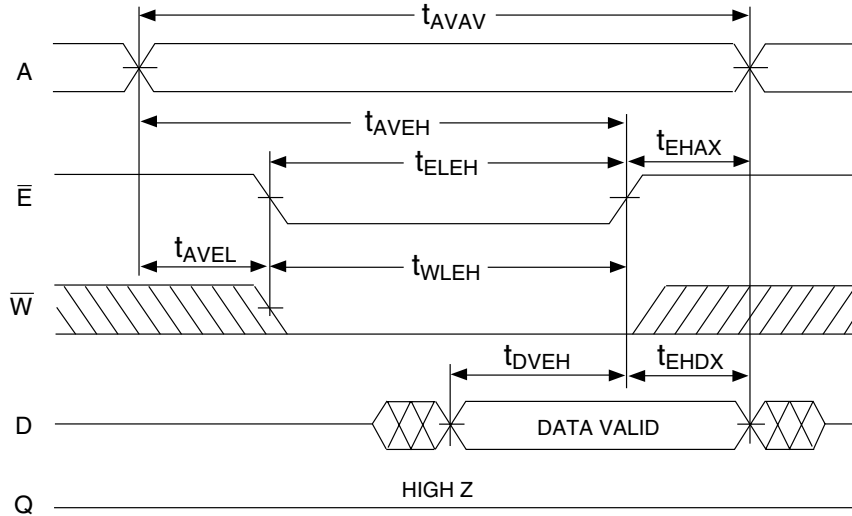 tAVAV
A
tAVEH
tELEH tEHAX
E̅
tAVEL tWLEH
W̅
tDVEH tEHDX
D DATA VALID
Q HIGH Z